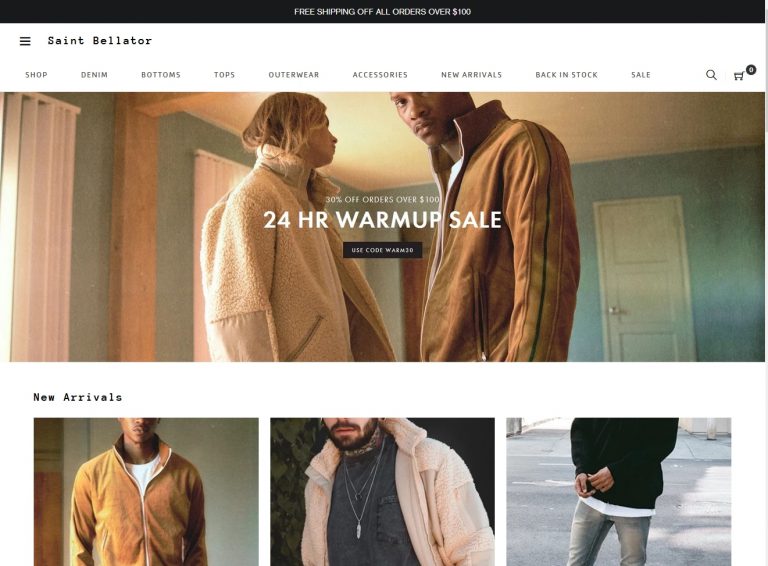 FREE SHIPPING OFF ALL ORDERS OVER $100
Saint Bellator
SHOP DENIM BOTTOMS TOPS OUTERWEAR ACCESSORIES NEW ARRIVALS BACK IN STOCK SALE 0
30% OFF ORDERS OVER $100
24 HR WARMUP SALE
USE CODE WARM30
New Arrivals